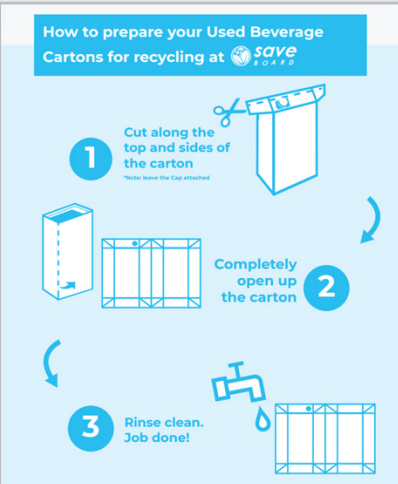 How to prepare your Used Beverage
Cartons for recycling at save
BOARD
1
Cut along the
top and sides of
the carton
*Note: leave the Cap attached
Completely
open up
the carton
2
3
Rinse clean.
Job done!